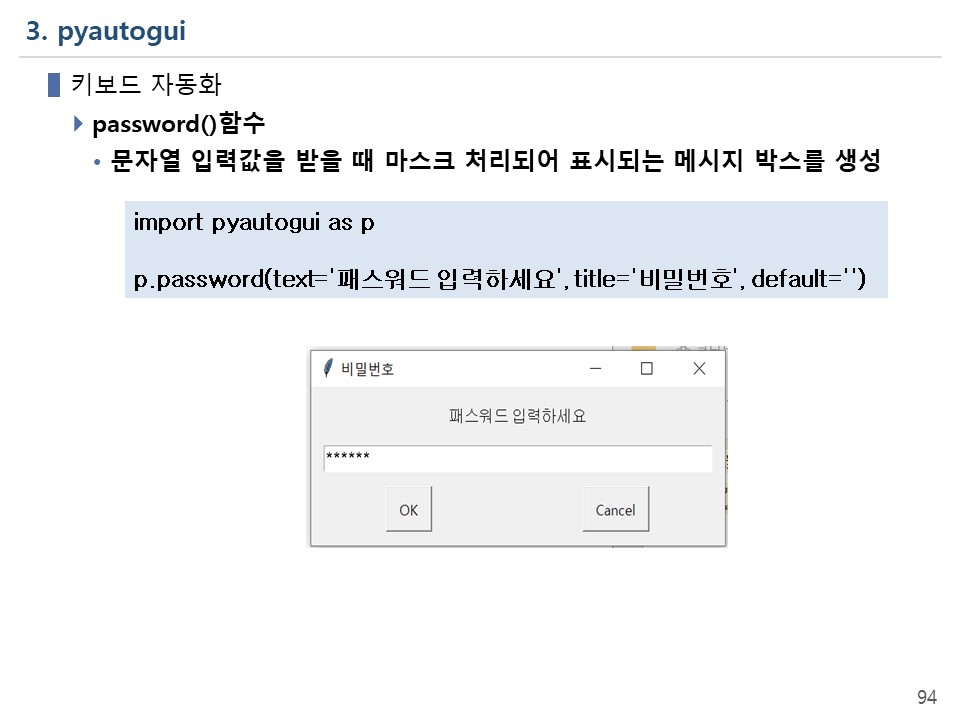 3. pyautogui
키보드 자동화
password()함수
• 문자열 입력값을 받을 때 마스크 처리되어 표시되는 메시지 박스를 생성
import pyautogui as p
p.password(text='패스워드 입력하세요', title='비밀번호', default='')
비밀번호
패스워드 입력하세요
******
OK Cancel
94